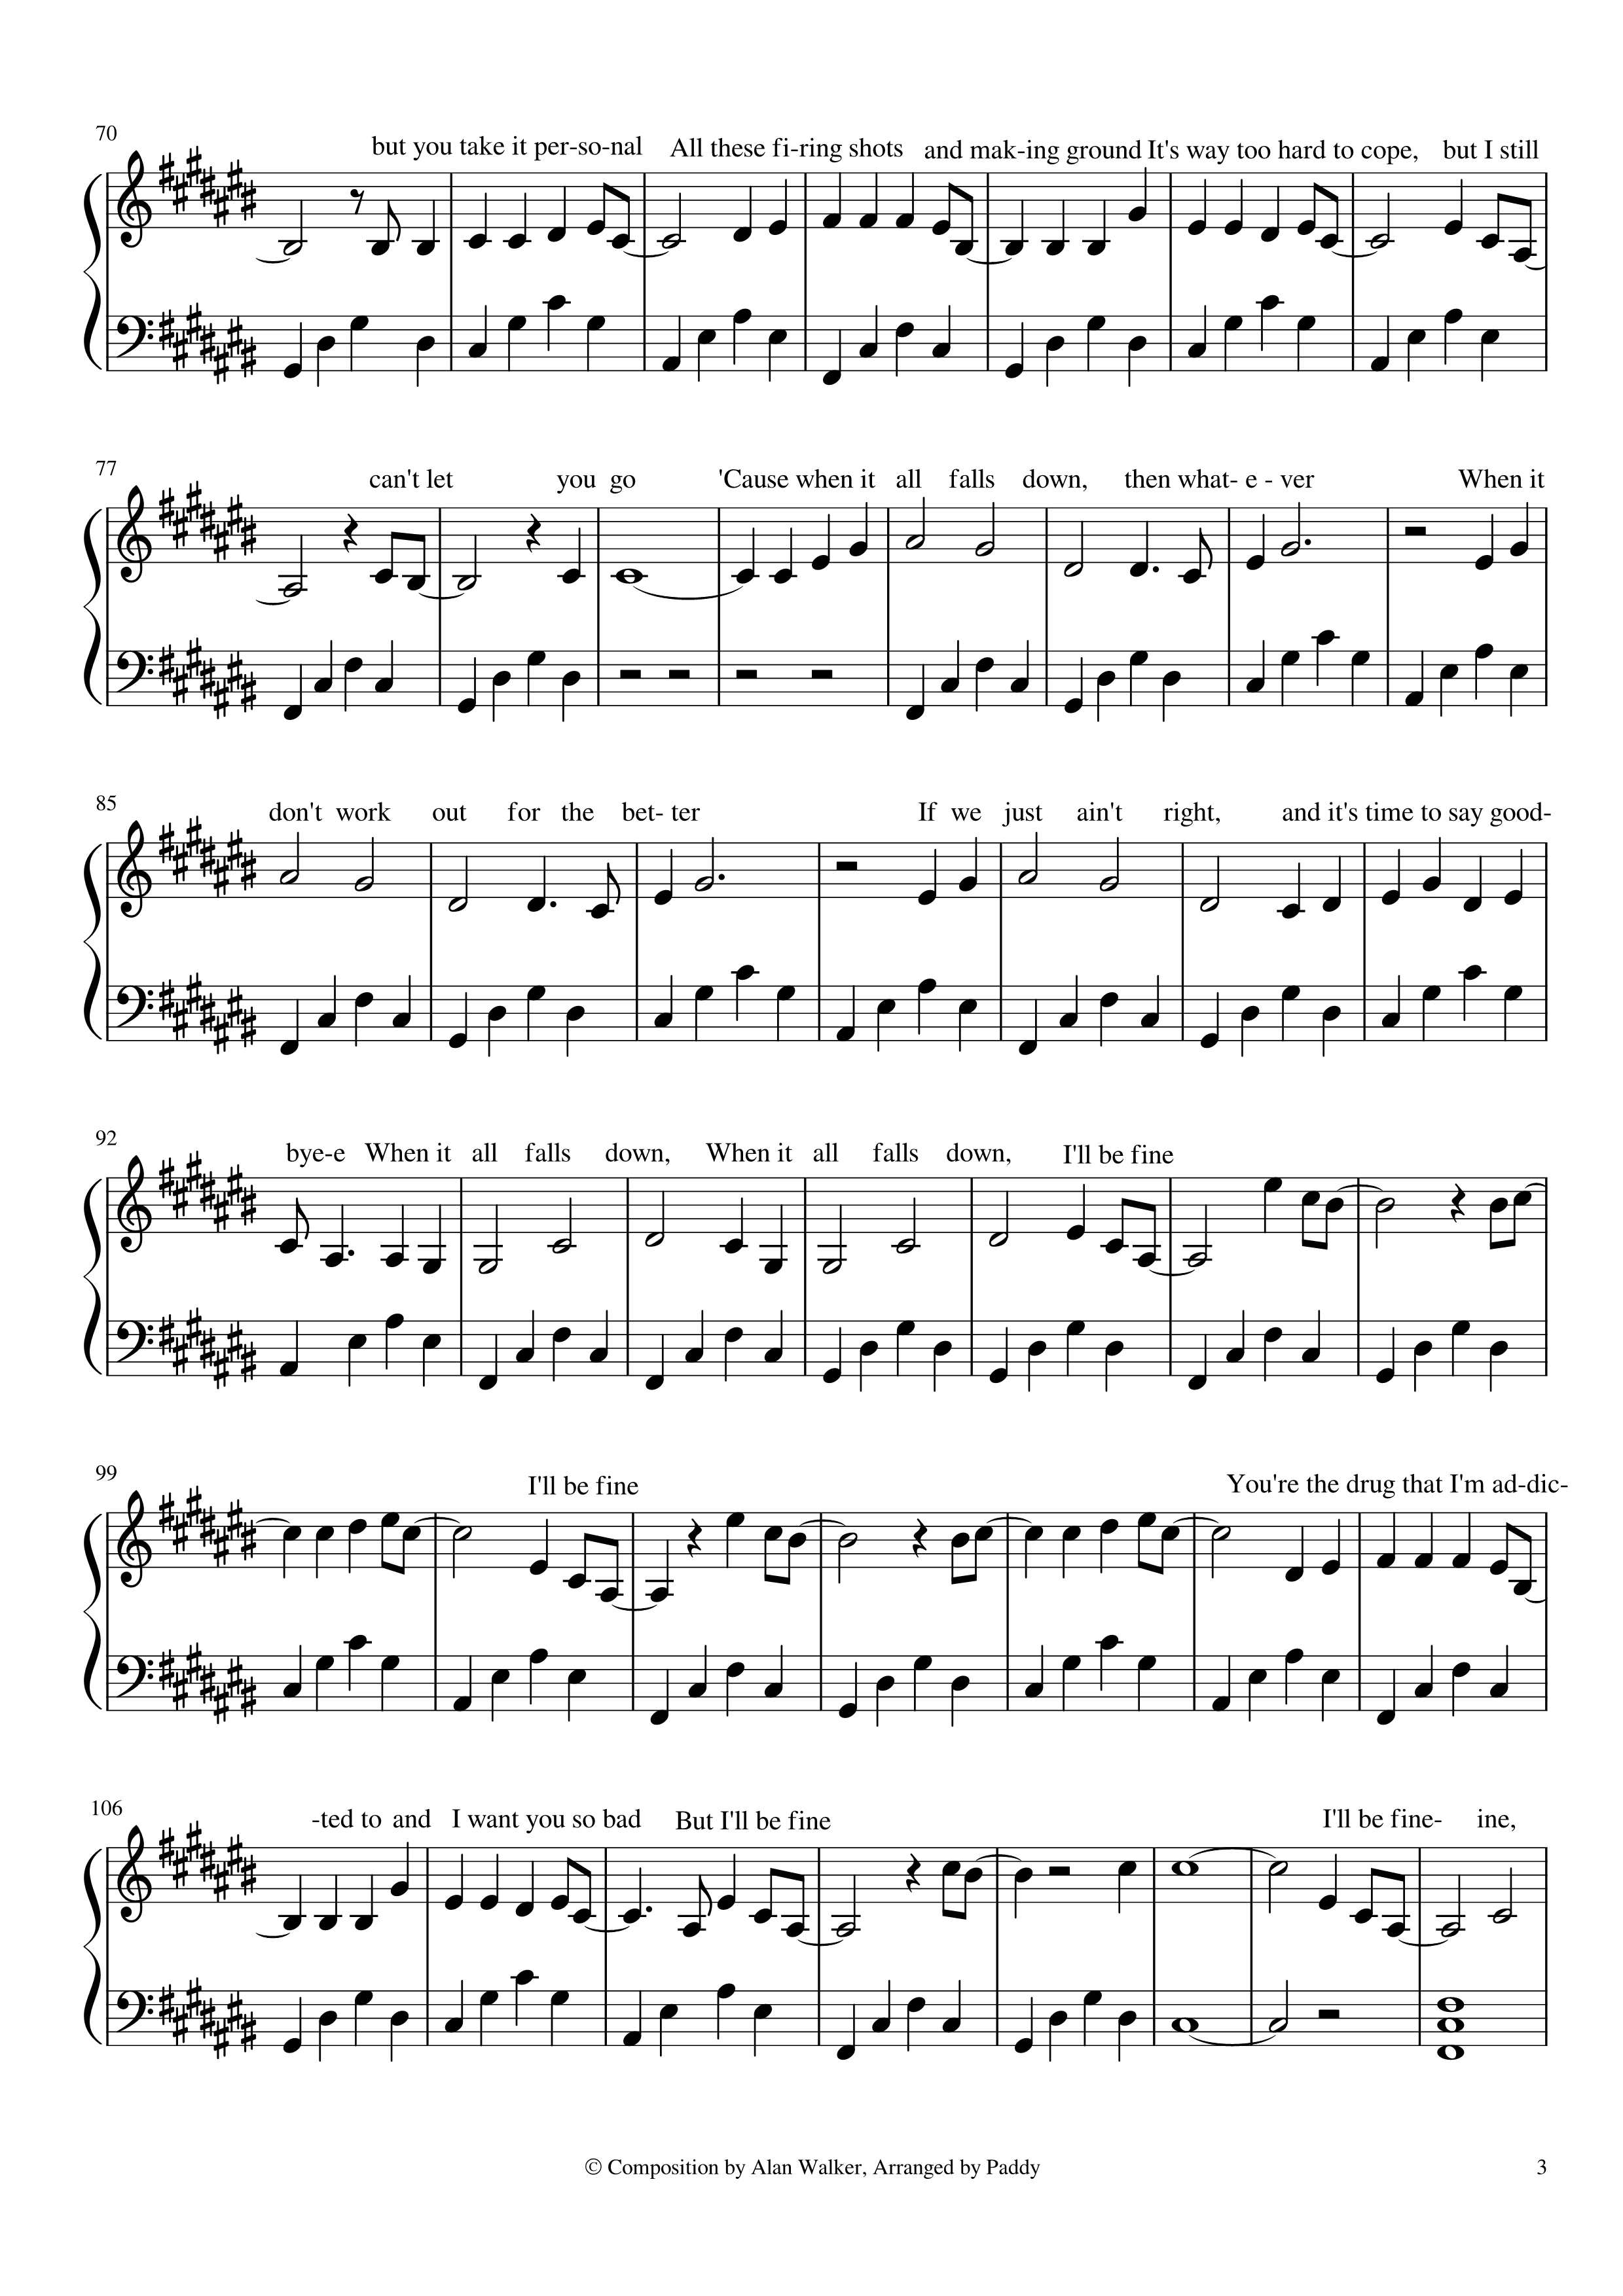 70
but you take it per-so-nal All these fi-ring shots and mak-ing ground It's way too hard to cope, but I still
77
can't let you go 'Cause when it all falls down, then what- e - ver When it
85
don't work out for the bet- ter If we just ain't right, and it's time to say good-
92
bye-e When it all falls down, When it all falls down, I'll be fine
99
I'll be fine You're the drug that I'm ad-dic-
106
-ted to and I want you so bad But I'll be fine I'll be fine- ine,
© Composition by Alan Walker, Arranged by Paddy 3